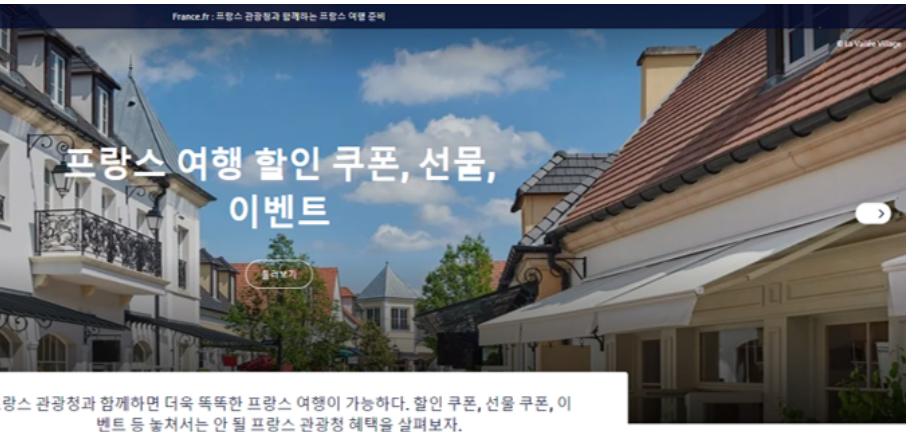 France.fr : 프랑스 관광청과 함께하는 프랑스 여행 준비
© La Vallée Village
프랑스 여행 할인 쿠폰, 선물,
이벤트
둘러보기
랑스 관광청과 함께하면 더욱 똑똑한 프랑스 여행이 가능하다. 할인 쿠폰, 선물 쿠폰, 이
벤트 등 놓쳐서는 안 될 프랑스 관광청 혜택을 살펴보자.